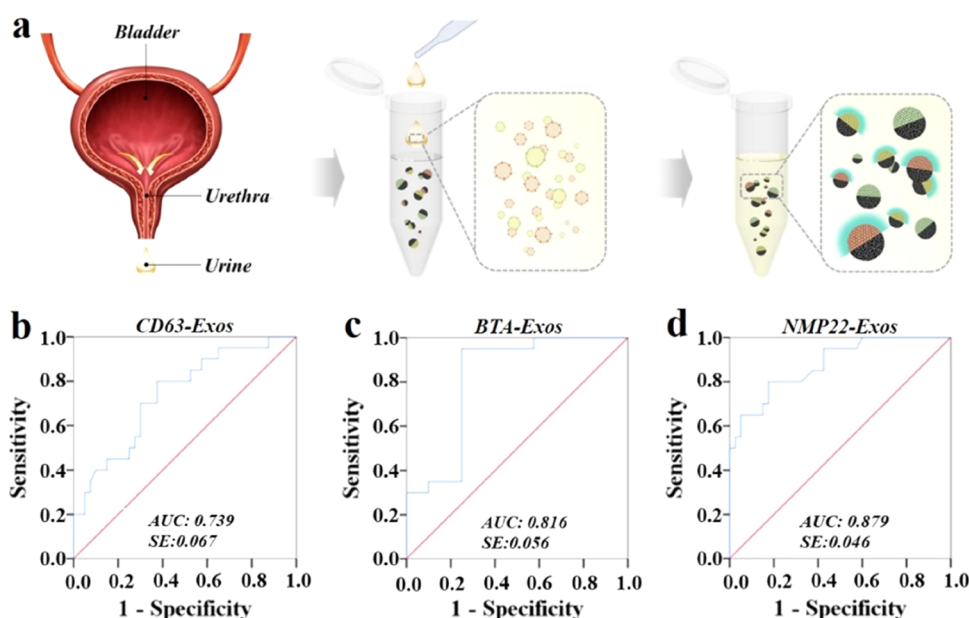 a
Bladder
Urethra
Urine
b
CD63-Exos
1.0
0.8
0.6
0.4
0.2
0.0
Sensitivity
AUC: 0.739
SE:0.067
0.0 0.2 0.4 0.6 0.8 1.0
1 - Specificity
c
BTA-Exos
1.0
0.8
0.6
0.4
0.2
0.0
Sensitivity
AUC: 0.816
SE:0.056
0.0 0.2 0.4 0.6 0.8 1.0
1 - Specificity
d
NMP22-Exos
1.0
0.8
0.6
0.4
0.2
0.0
Sensitivity
AUC: 0.879
SE:0.046
0.0 0.2 0.4 0.6 0.8 1.0
1 - Specificity